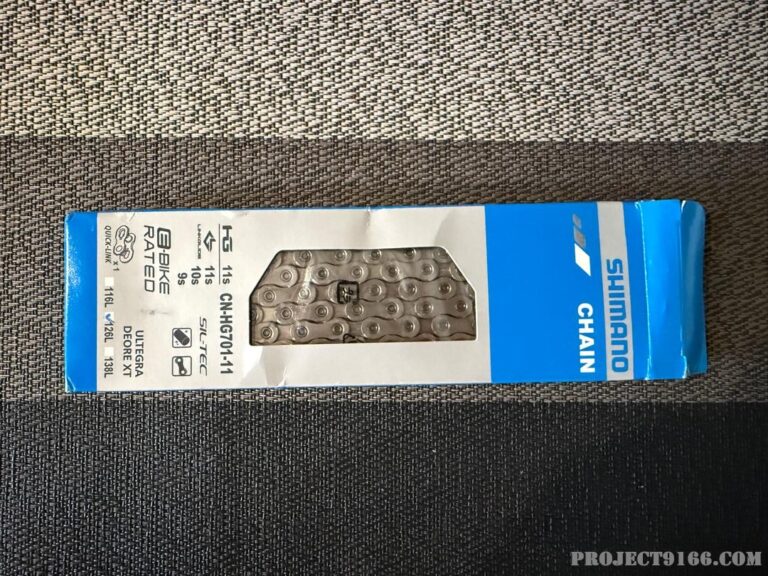 SHIMANO
CHAIN
HG 11s
LINKGLIDE 11s
10s
9s
CN-HG701-11
SIL-TEC
E-BIKE
RATED
QUICK-LINK x 1
116L 126L 138L
ULTEGRA
DEORE XT
PROJECT9166.COM